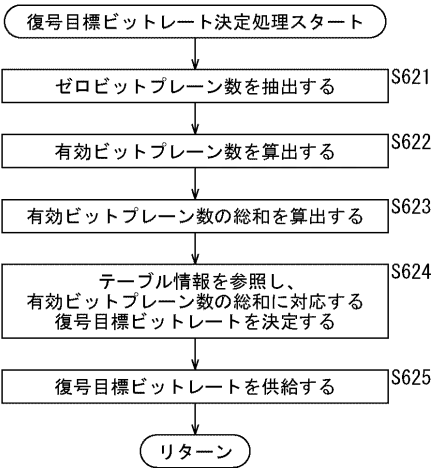 復号目標ビットレート決定処理スタート
S621
ゼロビットプレーン数を抽出する
S622
有効ビットプレーン数を算出する
S623
有効ビットプレーン数の総和を算出する
S624
テーブル情報を参照し、
有効ビットプレーン数の総和に対応する
復号目標ビットレートを決定する
S625
復号目標ビットレートを供給する
リターン